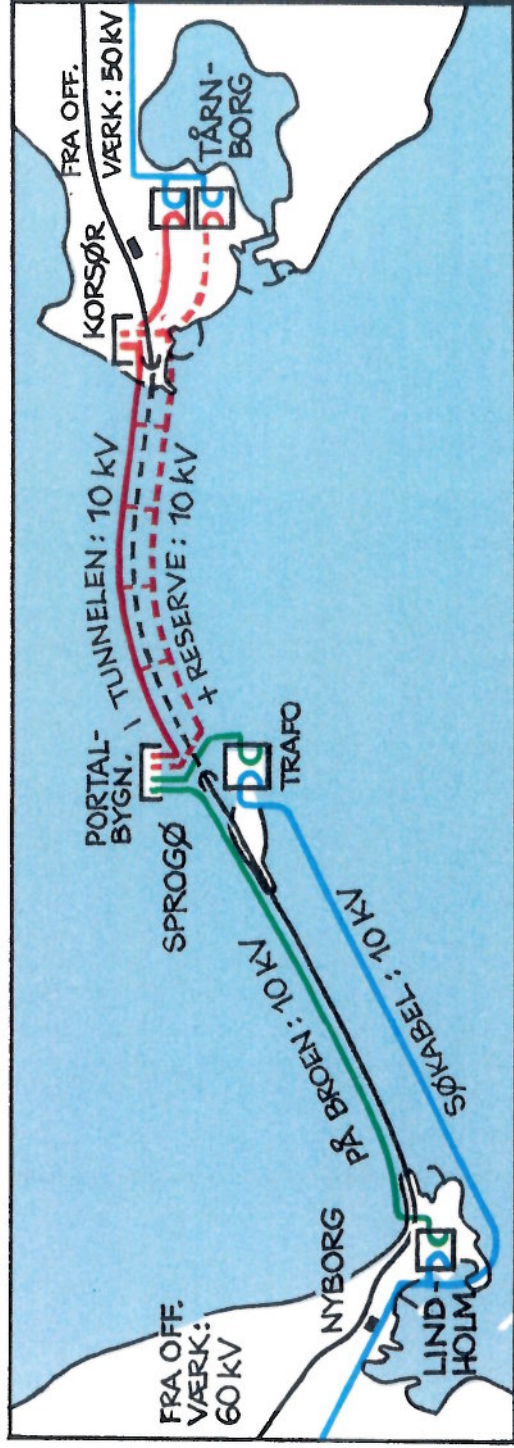 FRA OFF.
VÆRK:
60 KV
NYBORG
LIND-
HOLM
PÅ BROEN: 10 KV
SØKABEL: 10 KV
PORTAL-
BYGN.
SPROGØ
TRAFO
I TUNNELEN: 10 KV
+ RESERVE: 10 KV
KORSØR
FRA OFF.
VÆRK: 50 KV
TÅRN-
BORG